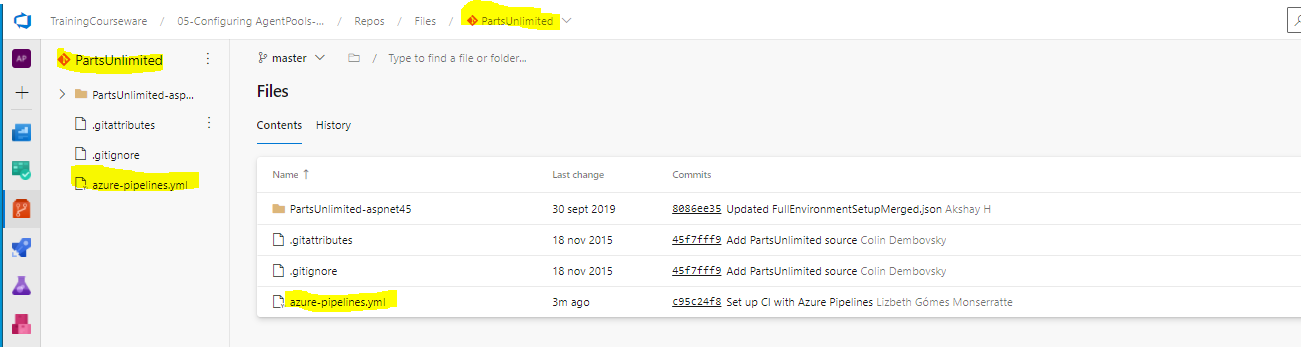 TrainingCourseware / 05-Configuring AgentPools-... / Repos / Files / PartsUnlimited
AP
PartsUnlimited
PartsUnlimited-asp...
.gitattributes
.gitignore
azure-pipelines.yml
master / Type to find a file or folder...
Files
Contents History
Name ↑ Last change Commits
PartsUnlimited-aspnet45 30 sept 2019 8086ee35 Updated FullEnvironmentSetupMerged.json Akshay H
.gitattributes 18 nov 2015 45f7fff9 Add PartsUnlimited source Colin Dembovsky
.gitignore 18 nov 2015 45f7fff9 Add PartsUnlimited source Colin Dembovsky
azure-pipelines.yml 3m ago c95c24f8 Set up CI with Azure Pipelines Lizbeth Gómes Monserratte